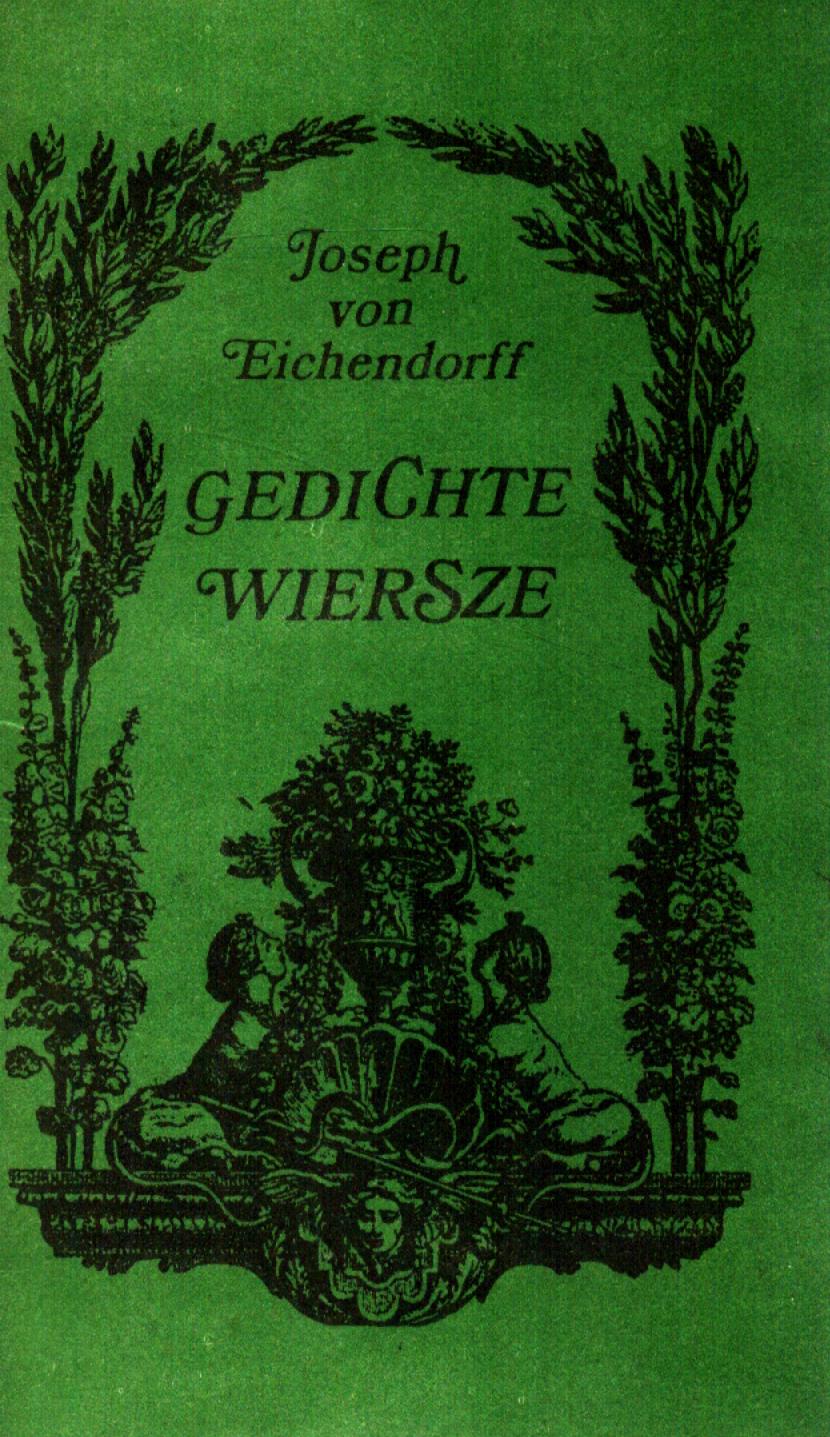 Joseph
von
Eichendorff
GEDICHTE
WIERSZE